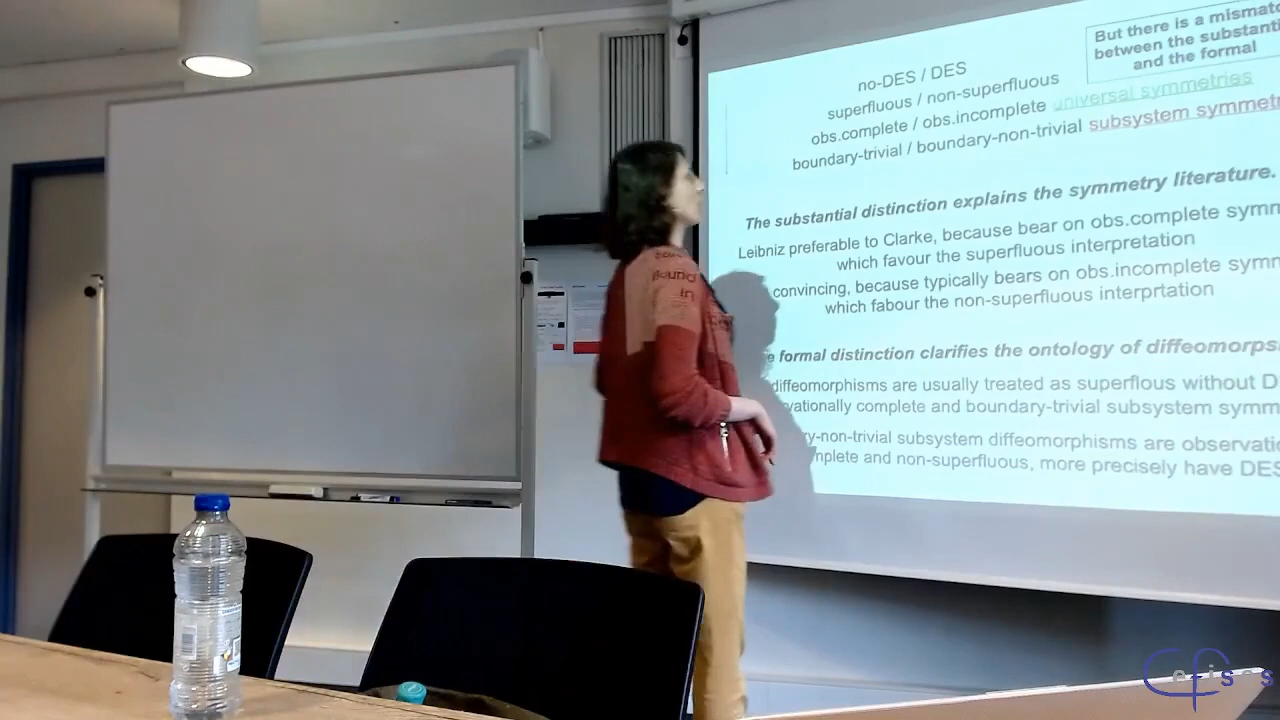 But there is a
between the
and the formal
no-DES / DES
superfluous / non-superfluous
obs.complete / obs.incomplete universal symmetries
boundary-trivial / boundary-non-trivial subsystem
The substantial distinction explains the symmetry literature.
Leibniz preferable to Clarke, because bear on obs.complete
which favour the superfluous interpretation
convincing, because typically bears on obs.incomplete
which fabour the non-superfluous interprtation
formal distinction clarifies the ontology of
diffeomorphisms are usually treated as superflous without
complete and boundary-trivial subsystem
subsystem diffeomorphisms are
and non-superfluous, more precisely have DES
Bound
in
Cefises